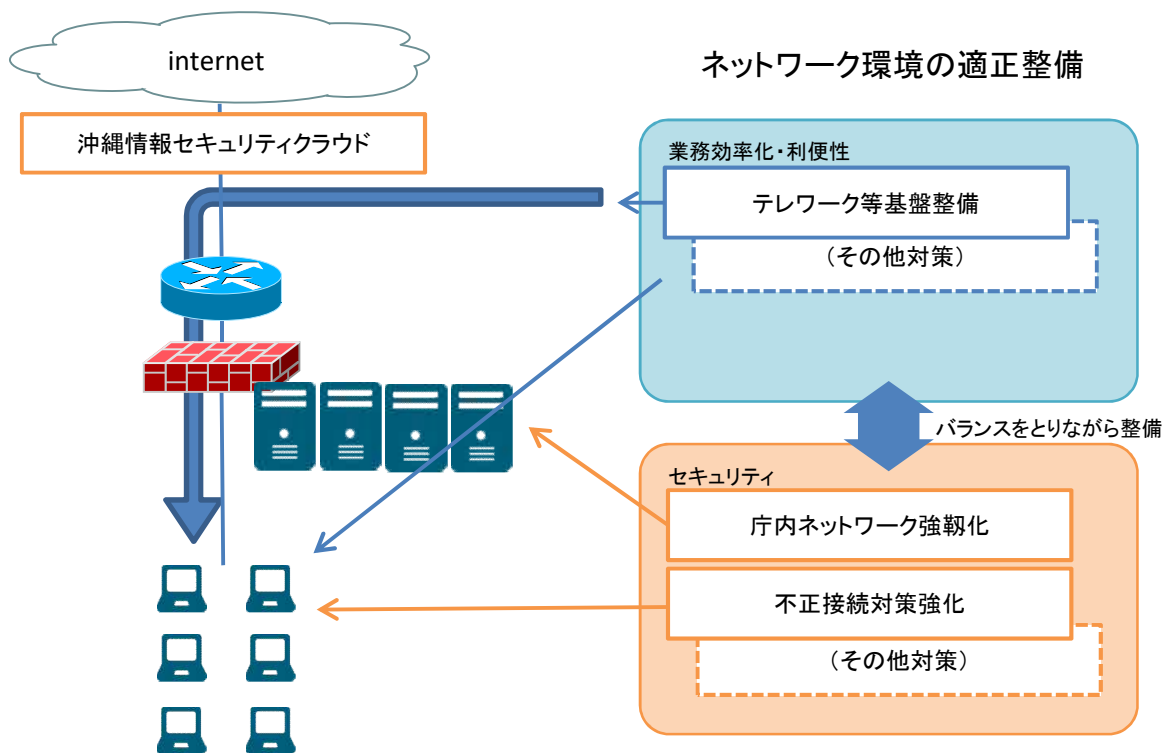 internet
ネットワーク環境の適正整備
沖縄情報セキュリティクラウド
業務効率化・利便性
テレワーク等基盤整備
(その他対策)
バランスをとりながら整備
セキュリティ
庁内ネットワーク強靱化
不正接続対策強化
(その他対策)